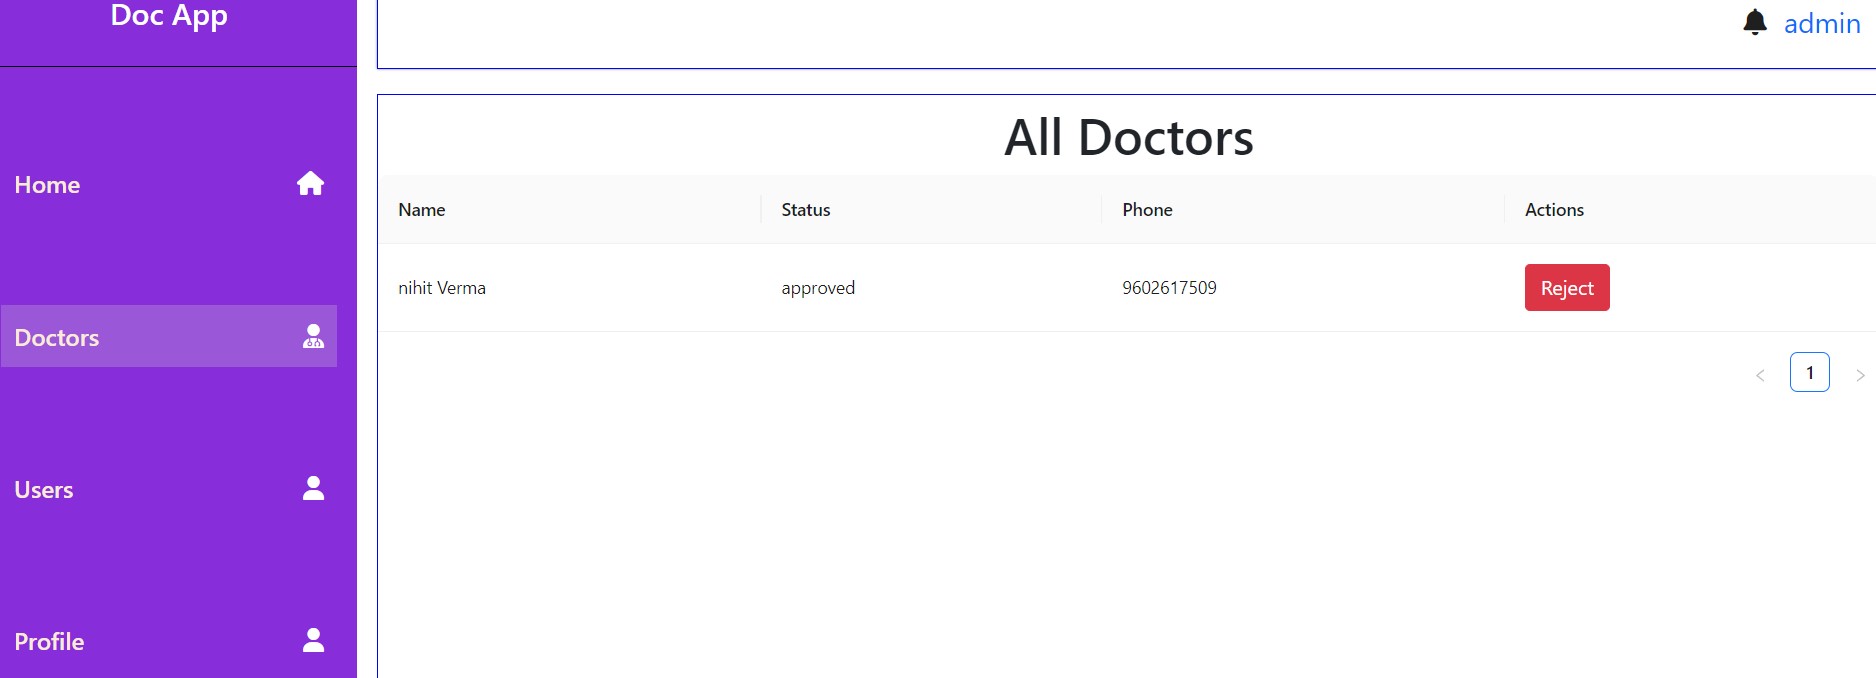 Doc App
admin
Home
Doctors
Users
Profile
All Doctors
Name Status Phone Actions
nihit Verma approved 9602617509 Reject
< 1 >